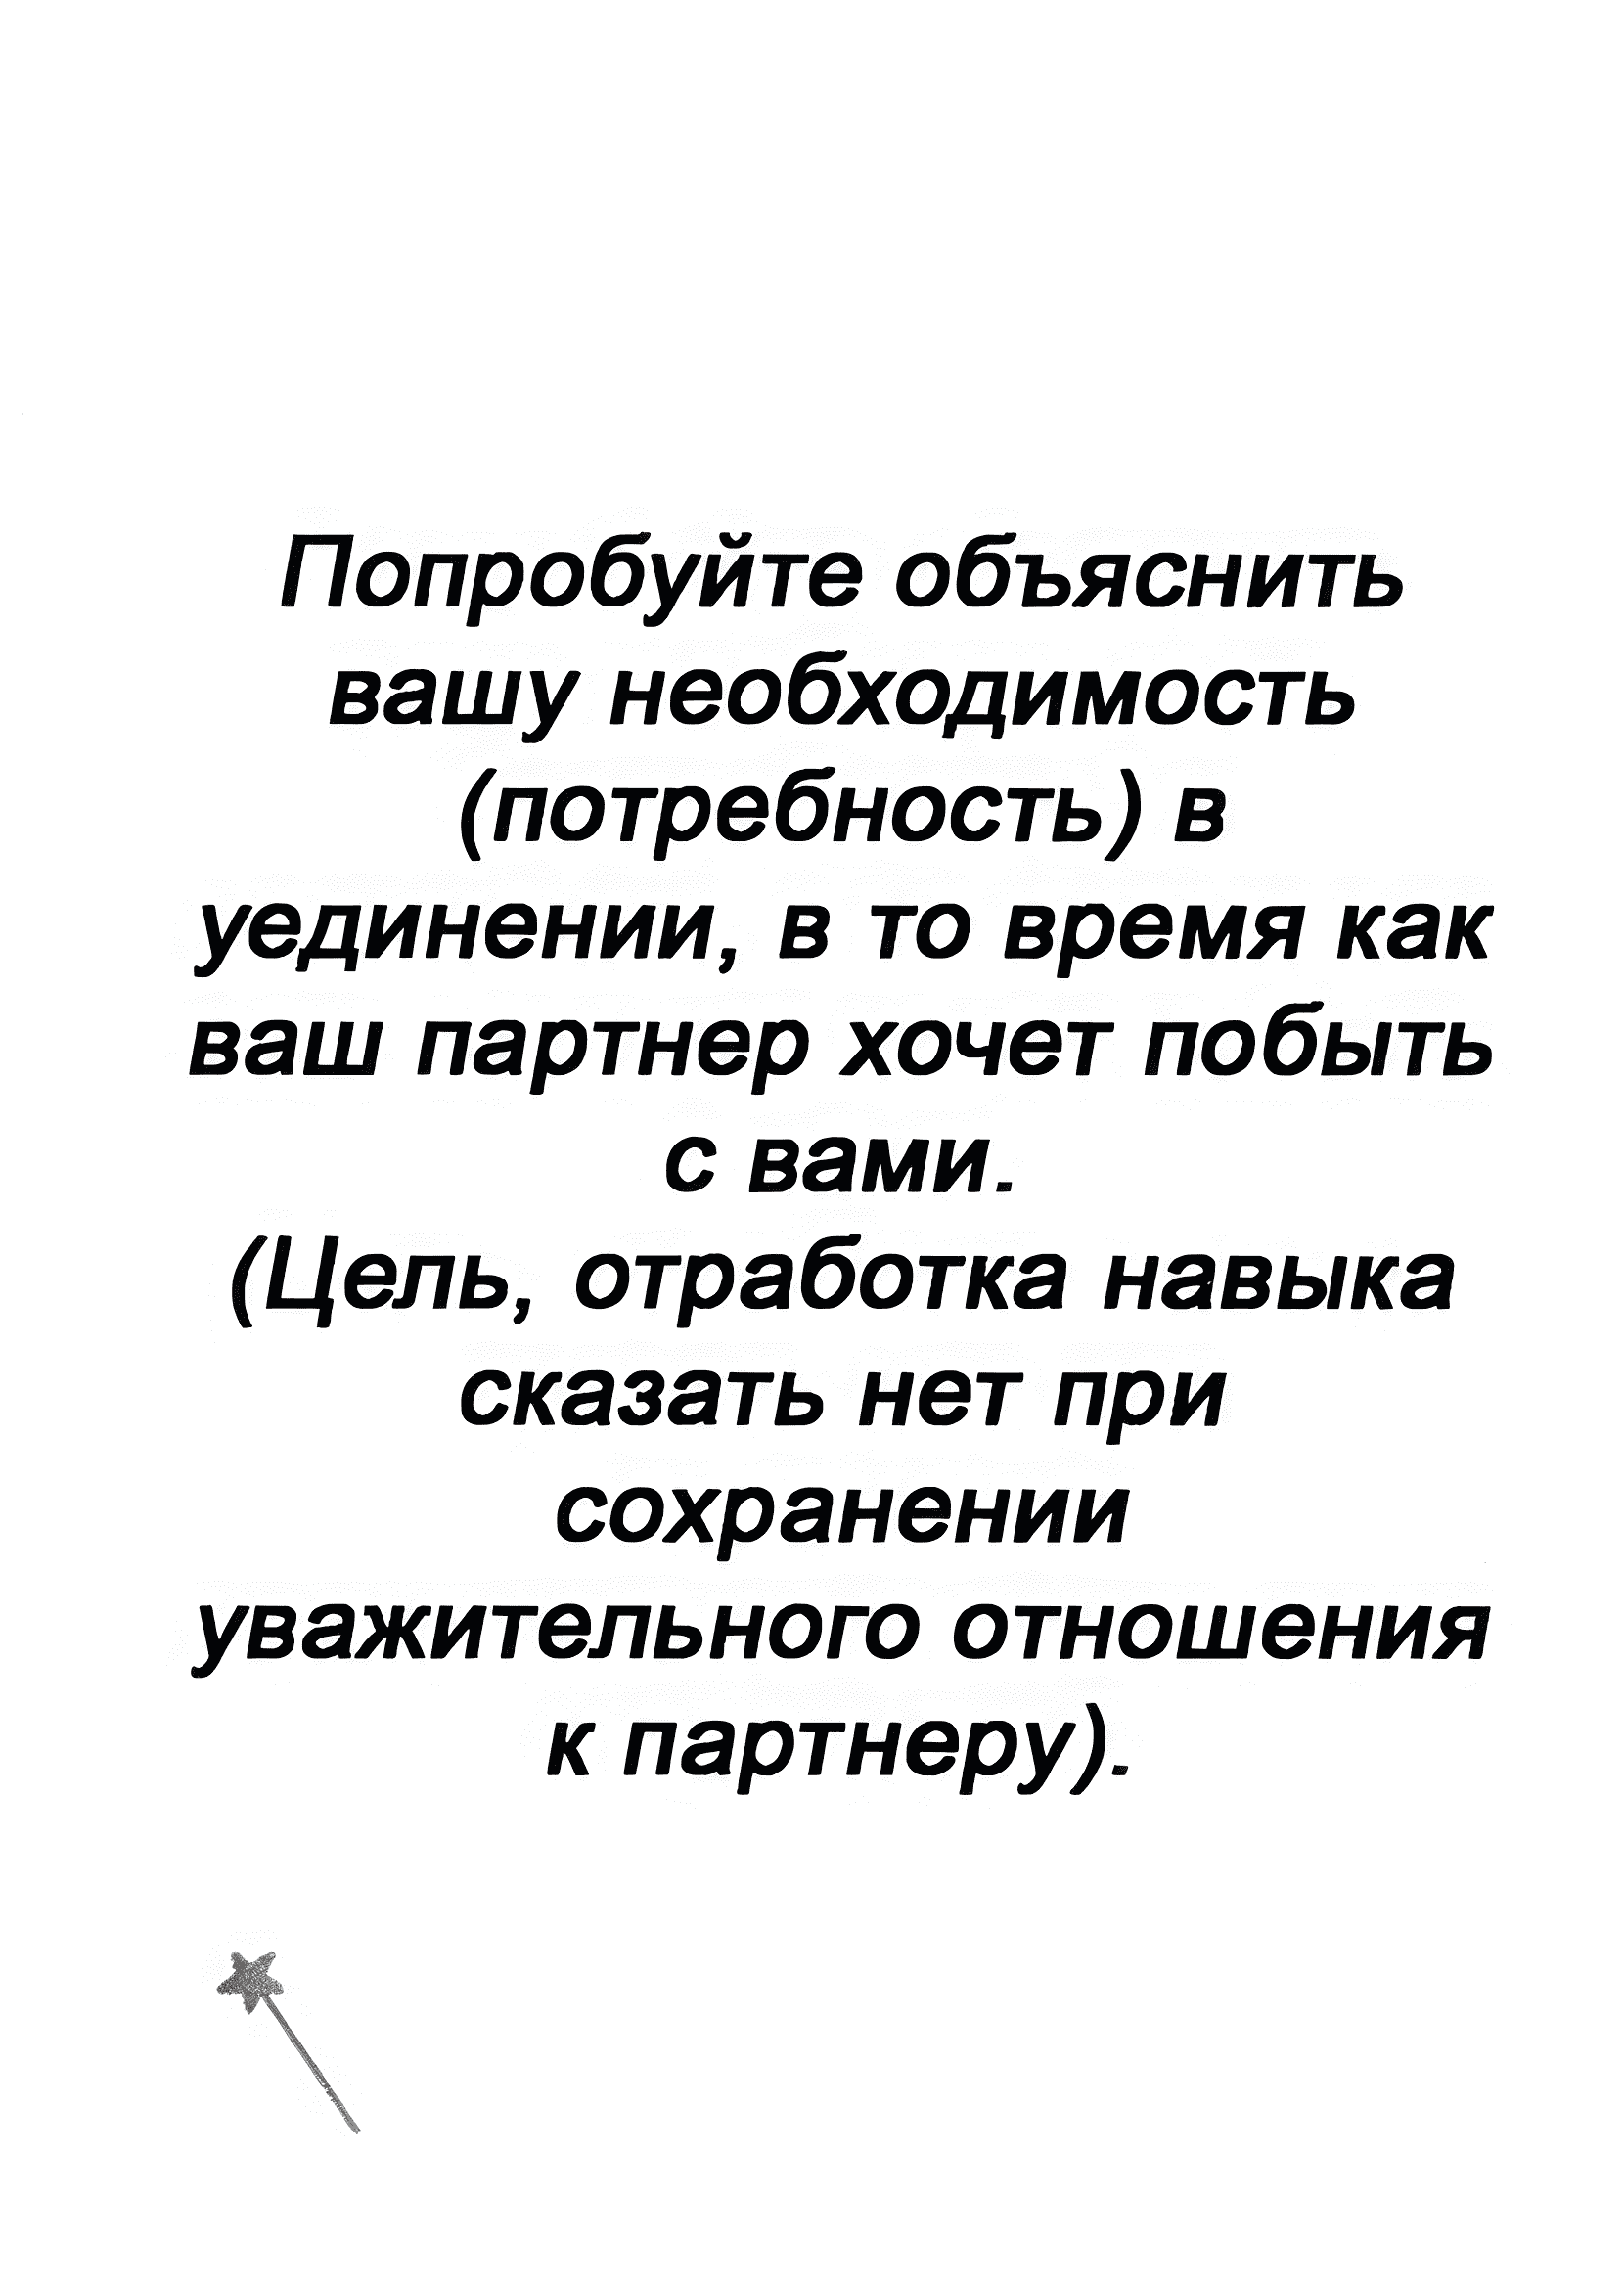 Попробуйте объяснить
вашу необходимость
(потребность) в
уединении, в то время как
ваш партнер хочет побыть
с вами.
(Цель, отработка навыка
сказать нет при
сохранении
уважительного отношения
к партнеру).